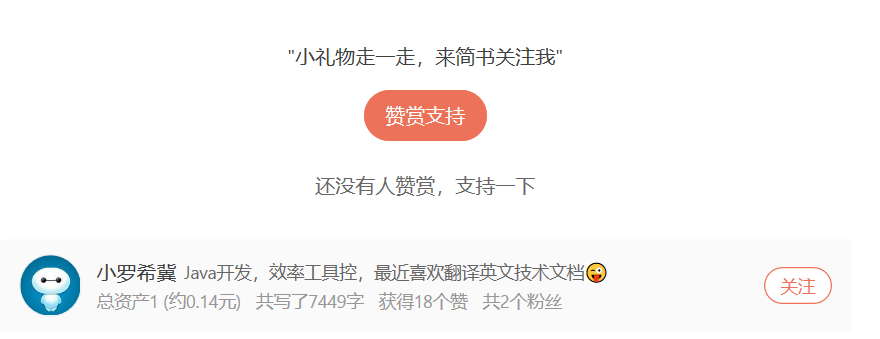 "小礼物走一走，来简书关注我"
赞赏支持
还没有人赞赏，支持一下
小罗希冀 Java开发，效率工具控，最近喜欢翻译英文技术文档😜
关注
总资产1 (约0.14元) 共写了7449字 获得18个赞 共2个粉丝